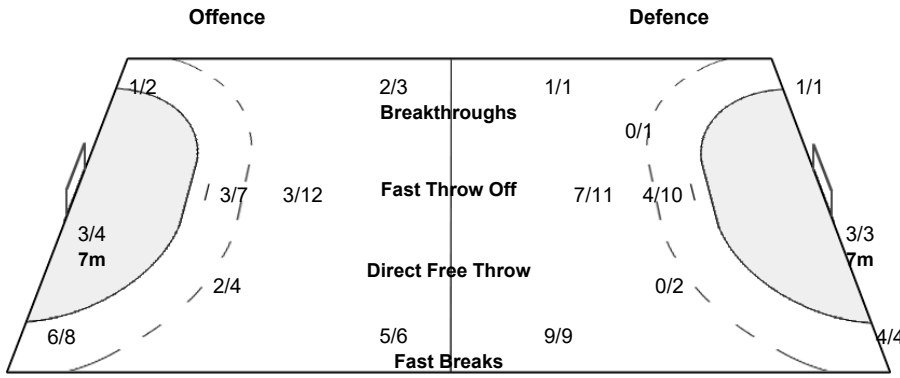 Offence Defence
1/2 2/3 1/1 1/1
Breakthroughs
0/1
3/7 3/12 Fast Throw Off 7/11 4/10
3/4 3/3
7m 7m
Direct Free Throw
2/4 0/2
6/8 5/6 9/9 4/4
Fast Breaks